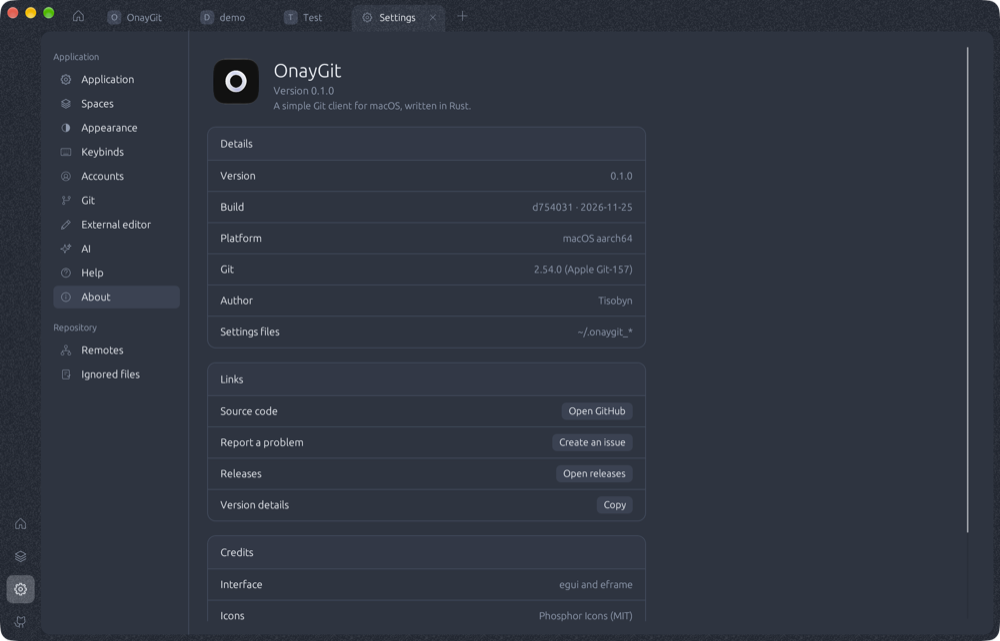 O OnayGit
D demo
T Test
Settings
Application
Application
Spaces
Appearance
Keybinds
Accounts
Git
External editor
AI
Help
About
Repository
Remotes
Ignored files
OnayGit
Version 0.1.0
A simple Git client for macOS, written in Rust.
Details
Version 0.1.0
Build d754031 · 2026-11-25
Platform macOS aarch64
Git 2.54.0 (Apple Git-157)
Author Tisobyn
Settings files ~/.onaygit_*
Links
Source code Open GitHub
Report a problem Create an issue
Releases Open releases
Version details Copy
Credits
Interface egui and eframe
Icons Phosphor Icons (MIT)